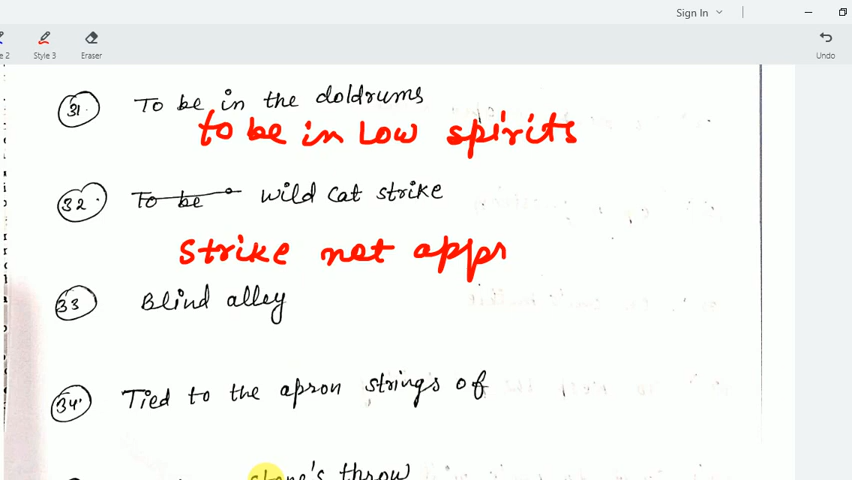 Sign In
Style 3
Eraser
Undo
31. To be in the doldrums
to be in Low spirits
32. To be wild cat strike
Strike not appr
33 Blind alley
34. Tied to the apron strings of
stone's throw